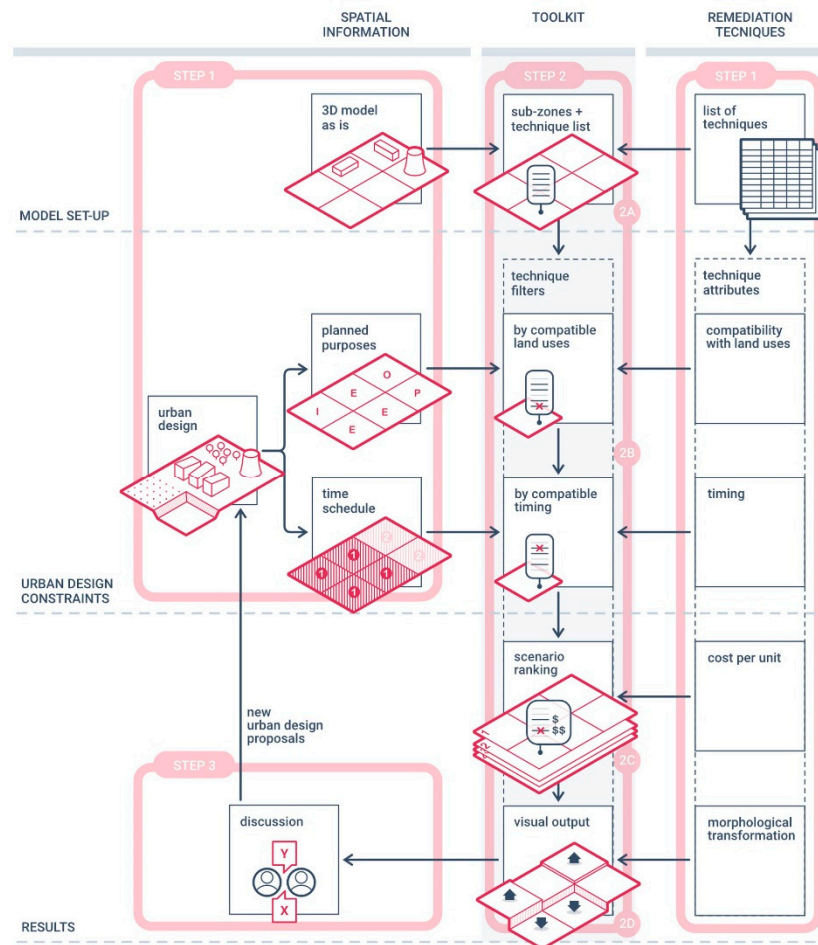 SPATIAL
INFORMATION
TOOLKIT
REMEDIATION
TECNIQUES
STEP 1
STEP 2
STEP 1
3D model
as is
sub-zones +
technique list
list of
techniques
2A
MODEL SET-UP
technique
filters
technique
attributes
planned
purposes
by compatible
land uses
compatibility
with land uses
O
E
P
I
E
E
E
urban
design
2B
time
schedule
by compatible
timing
timing
2
1
2
1
1
1
URBAN DESIGN
CONSTRAINTS
scenario
ranking
cost per unit
$
$$
1
2
new
urban design
proposals
2C
STEP 3
discussion
visual output
morphological
transformation
Y
X
2D
RESULTS